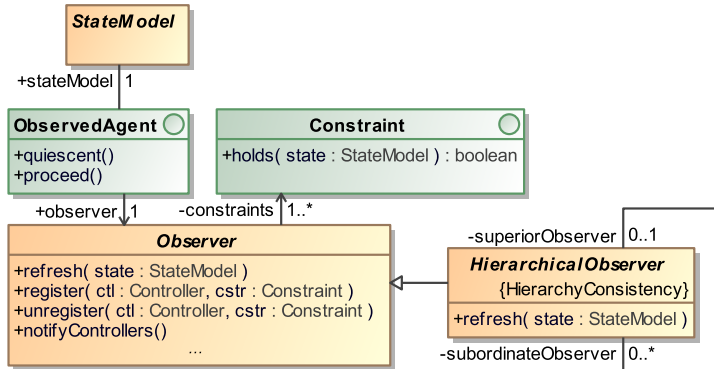 StateModel
+stateModel 1
ObservedAgent
+quiescent()
+proceed()
Constraint
+holds( state : StateModel ) : boolean
+observer 1
-constraints 1..*
Observer
+refresh( state : StateModel )
+register( ctl : Controller, cstr : Constraint )
+unregister( ctl : Controller, cstr : Constraint )
+notifyControllers()
...
-superiorObserver 0..1
HierarchicalObserver
{HierarchyConsistency}
+refresh( state : StateModel )
-subordinateObserver 0..*